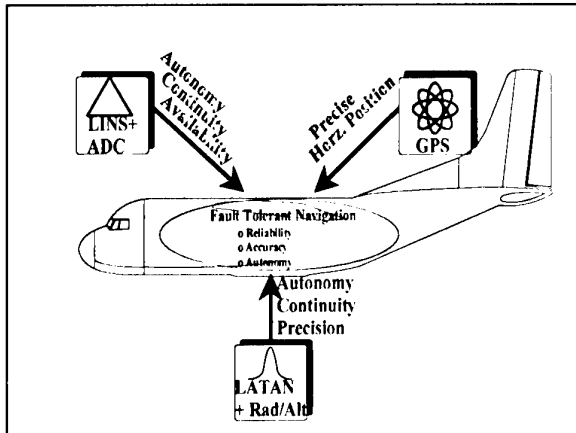 Autonomy
Continuity
Availability
LINS+
ADC
Precise
Horz. Position
GPS
Fault Tolerant Navigation
o Reliability
o Accuracy
o Autonomy
Autonomy
Continuity
Precision
LATAN
+ Rad/Alt